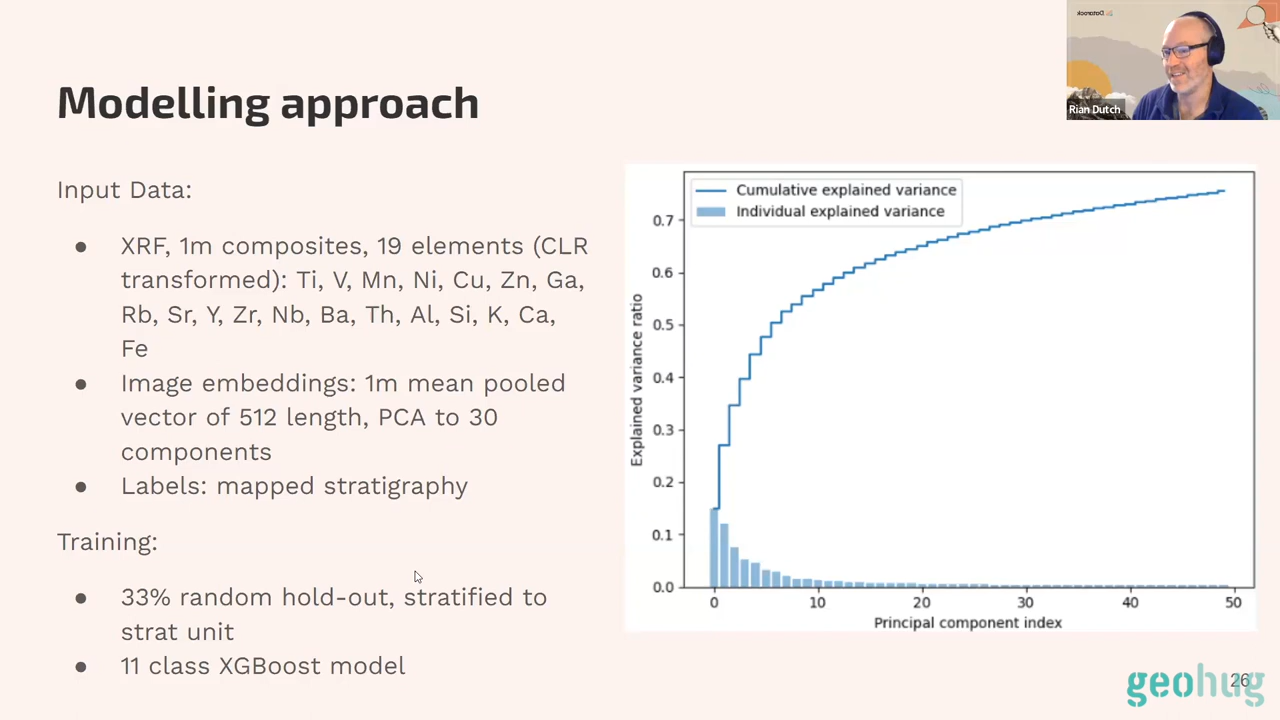 Datarock
Rian Dutch
Modelling approach
Input Data:
● XRF, 1m composites, 19 elements (CLR
transformed): Ti, V, Mn, Ni, Cu, Zn, Ga,
Rb, Sr, Y, Zr, Nb, Ba, Th, Al, Si, K, Ca,
Fe
● Image embeddings: 1m mean pooled
vector of 512 length, PCA to 30
components
● Labels: mapped stratigraphy
Training:
● 33% random hold-out, stratified to
strat unit
● 11 class XGBoost model
Cumulative explained variance
Individual explained variance
Explained variance ratio
0.7
0.6
0.5
0.4
0.3
0.2
0.1
0.0
0 10 20 30 40 50
Principal component index
geohug
26